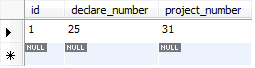 id declare_number project_number
1 25 31
NULL NULL NULL